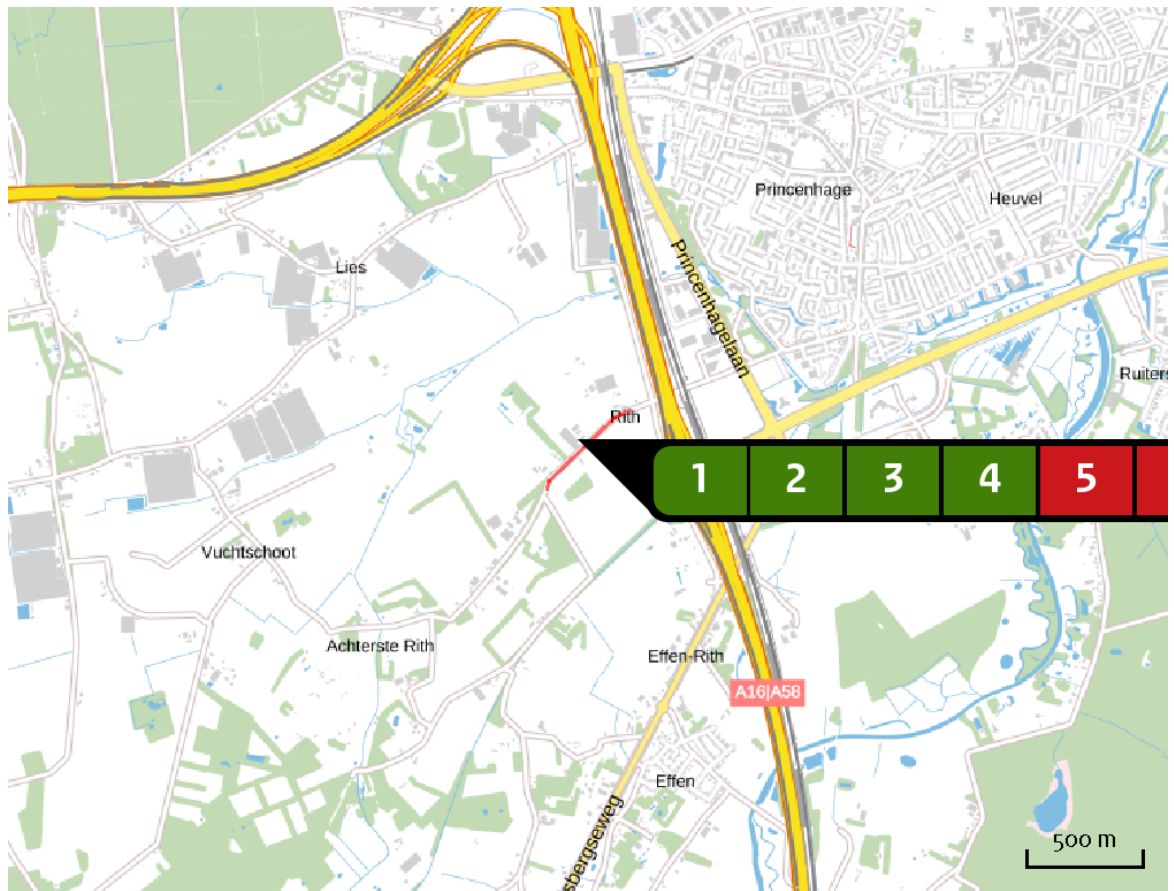 Princenhage
Heuvel
Lies
Princenhagelaan
Ruiters
Rith
1 2 3 4 5
Vuchtschoot
Achterste Rith
Effen-Rith
A16|A58
Effen
sbergseweg
500 m